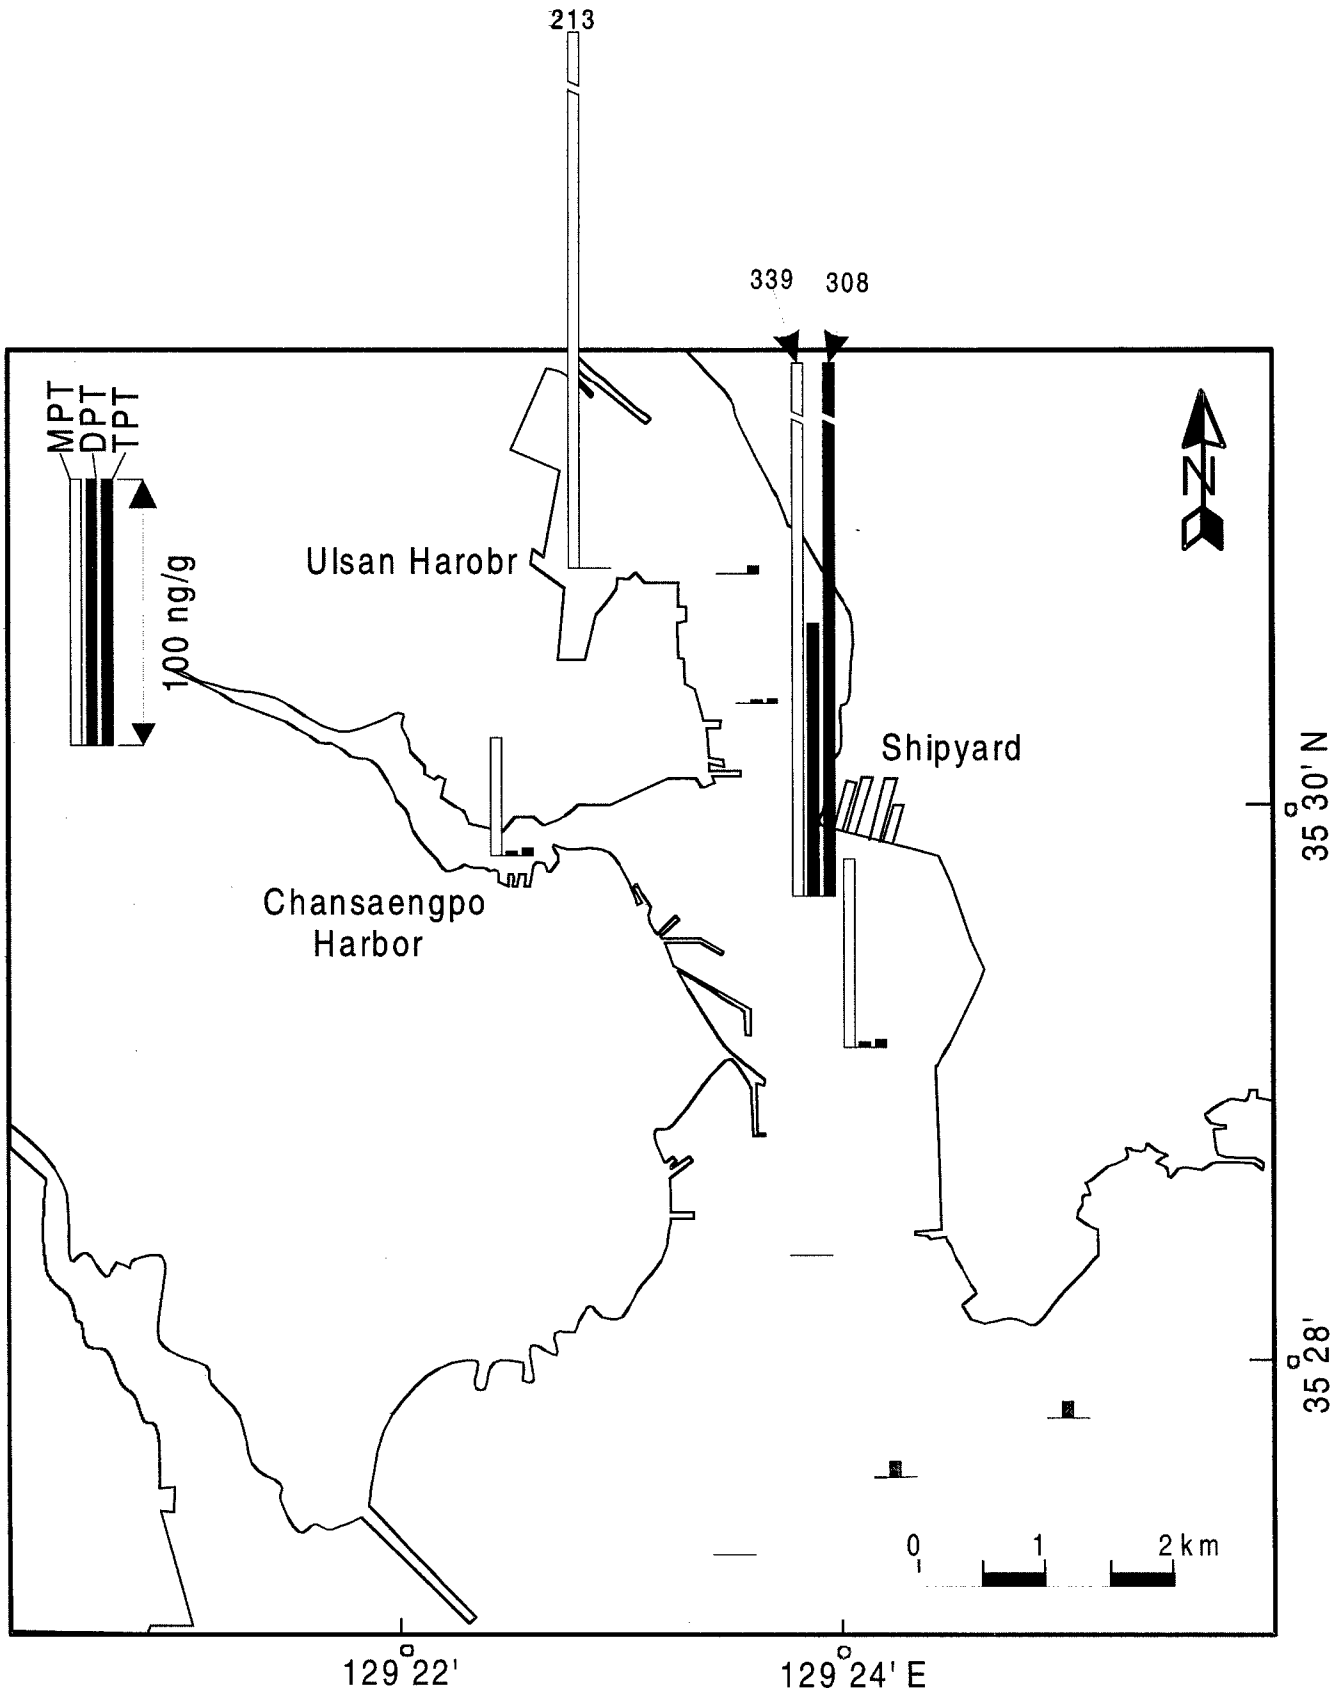 213
339 308
MPT
DPT
TPT
100 ng/g
N
Ulsan Harobr
Shipyard
Chansaengpo
Harbor
35° 30' N
35° 28'
0 1 2 km
129° 22' 129° 24' E